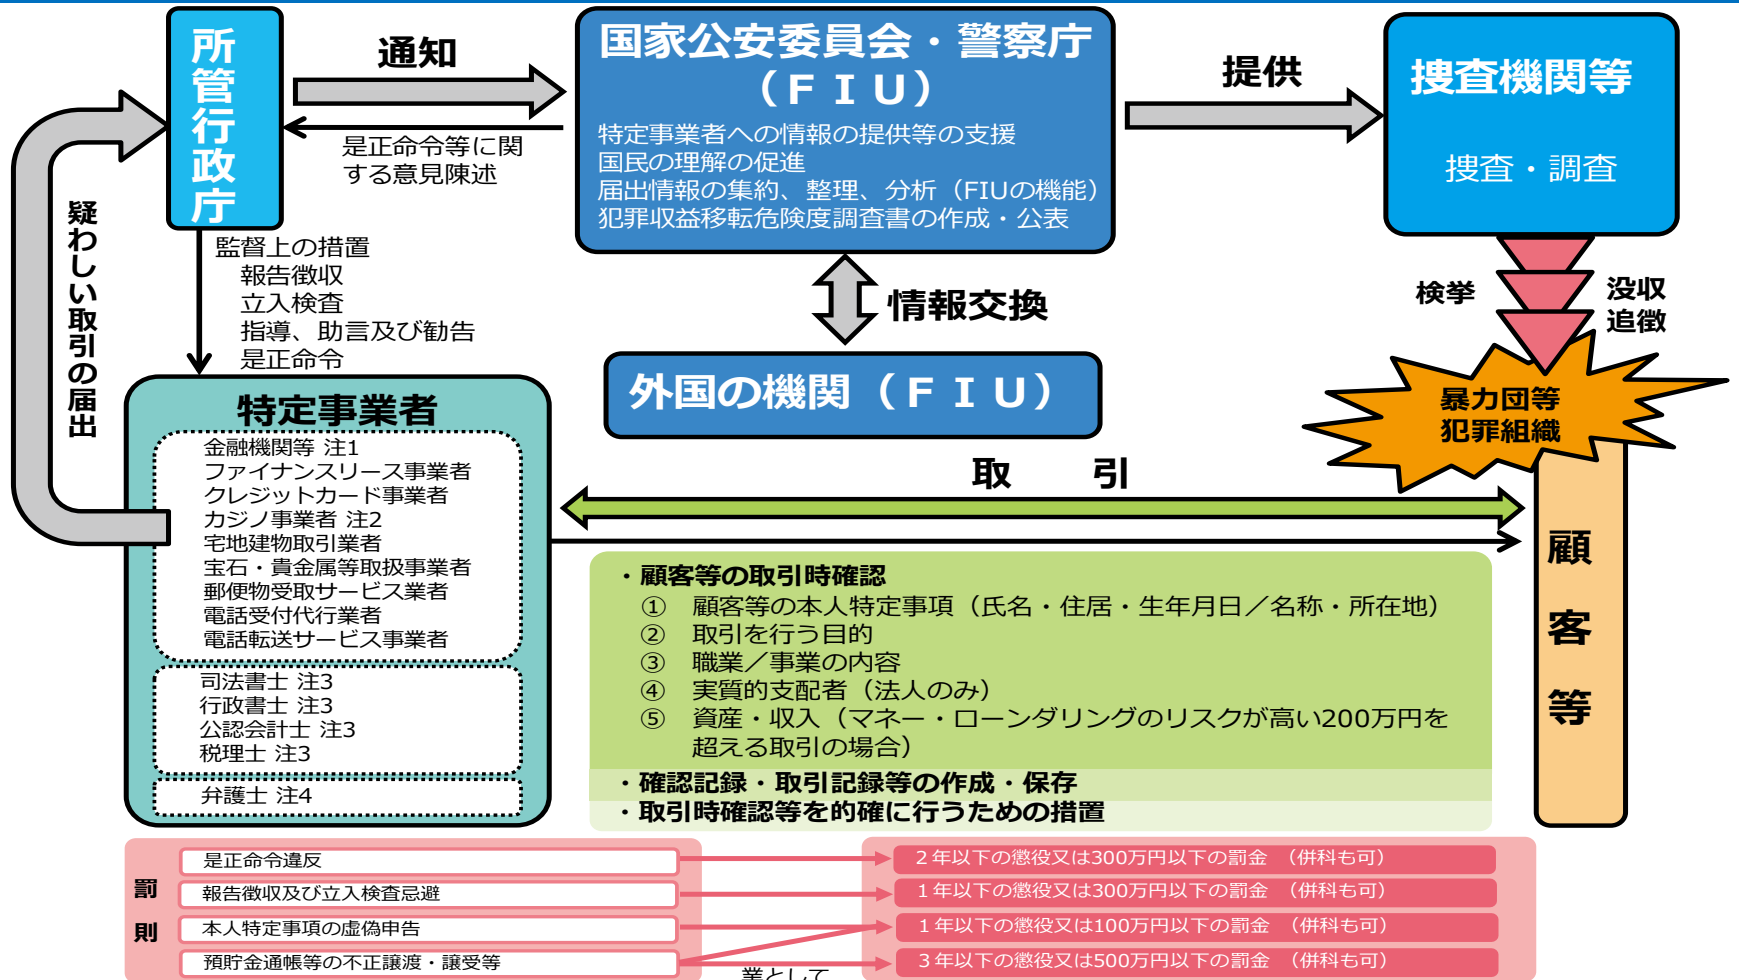 所管行政庁
通知
国家公安委員会・警察庁
（ＦＩＵ）
特定事業者への情報の提供等の支援
国民の理解の促進
届出情報の集約、整理、分析（FIUの機能）
犯罪収益移転危険度調査書の作成・公表
是正命令等に関
する意見陳述
提供
捜査機関等
捜査・調査
疑わしい取引の届出
監督上の措置
報告徴収
立入検査
指導、助言及び勧告
是正命令
情報交換
外国の機関（ＦＩＵ）
検挙
没収
追徴
暴力団等
犯罪組織
特定事業者
金融機関等 注1
ファイナンスリース事業者
クレジットカード事業者
カジノ事業者 注2
宅地建物取引業者
宝石・貴金属等取扱事業者
郵便物受取サービス業者
電話受付代行業者
電話転送サービス事業者
司法書士 注3
行政書士 注3
公認会計士 注3
税理士 注3
弁護士 注4
取　引
顧客等
・顧客等の取引時確認
①　顧客等の本人特定事項（氏名・住居・生年月日／名称・所在地）
②　取引を行う目的
③　職業／事業の内容
④　実質的支配者（法人のみ）
⑤　資産・収入（マネー・ローンダリングのリスクが高い200万円を
超える取引の場合）
・確認記録・取引記録等の作成・保存
・取引時確認等を的確に行うための措置
罰則
是正命令違反
２年以下の懲役又は300万円以下の罰金　（併科も可）
報告徴収及び立入検査忌避
１年以下の懲役又は300万円以下の罰金　（併科も可）
本人特定事項の虚偽申告
１年以下の懲役又は100万円以下の罰金　（併科も可）
預貯金通帳等の不正譲渡・譲受等
３年以下の懲役又は500万円以下の罰金　（併科も可）
業として